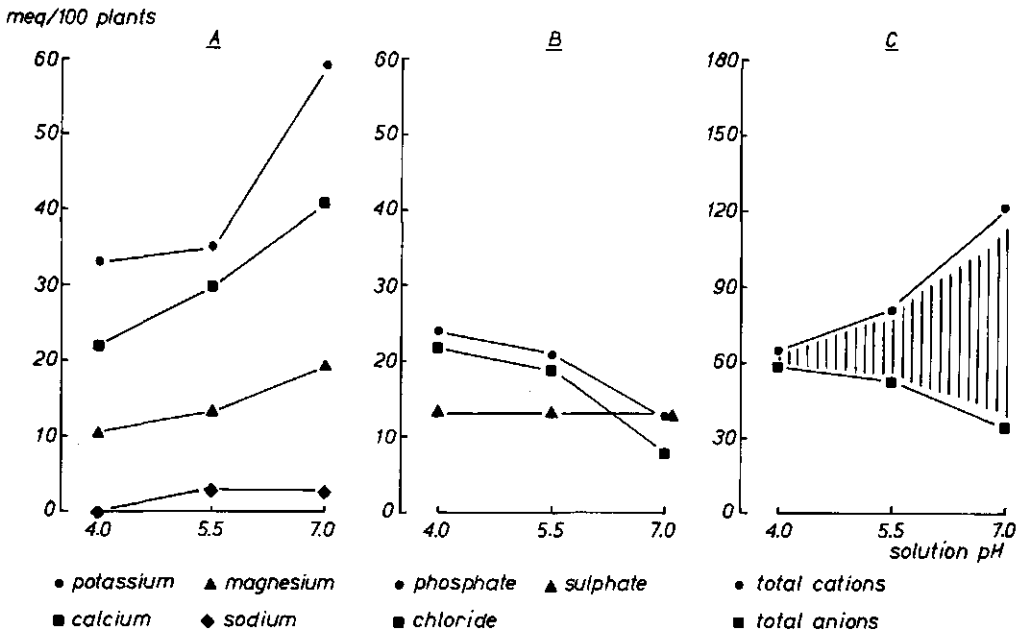 meq/100 plants
A B C
60 60 180
50 50 150
40 40 120
30 30 90
20 20 60
10 10 30
0 0 0
4.0 5.5 7.0 4.0 5.5 7.0 4.0 5.5 7.0
solution pH
potassium magnesium phosphate sulphate total cations
calcium sodium chloride total anions